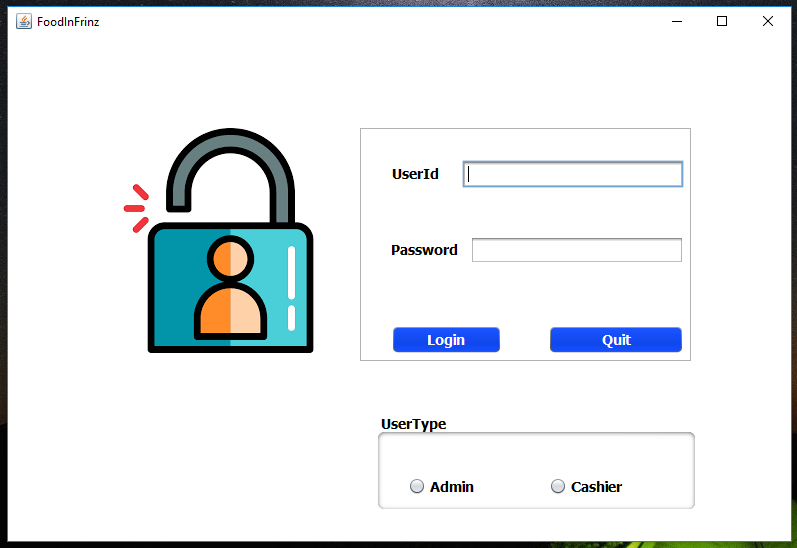 FoodInFrinz
UserId
Password
Login Quit
UserType
Admin Cashier